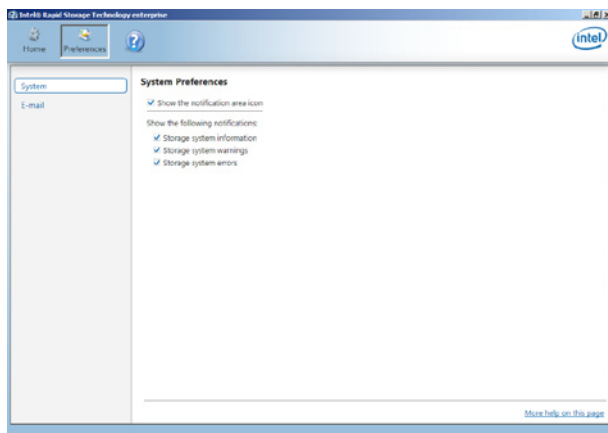 Intel® Rapid Storage Technology enterprise
Home
Preferences
?
intel
System
E-mail
System Preferences
Show the notification area icon
Show the following notifications:
Storage system information
Storage system warnings
Storage system errors
More help on this page